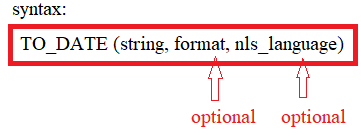 syntax:
TO_DATE (string, format, nls_language)
optional optional